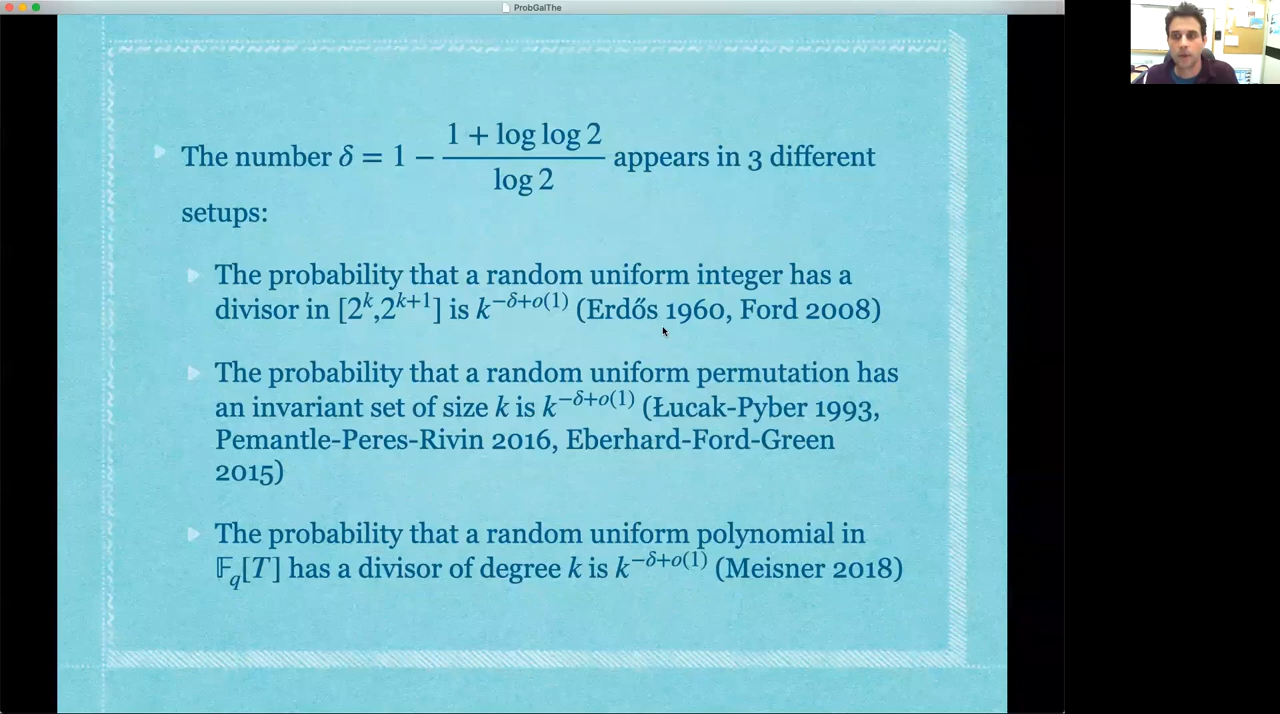 ProbGalThe
The number δ = 1 − (1 + log log 2)/(log 2) appears in 3 different
setups:
The probability that a random uniform integer has a
divisor in [2^k,2^{k+1}] is k^{−δ+o(1)} (Erdős 1960, Ford 2008)
The probability that a random uniform permutation has
an invariant set of size k is k^{−δ+o(1)} (Łucak-Pyber 1993,
Pemantle-Peres-Rivin 2016, Eberhard-Ford-Green
2015)
The probability that a random uniform polynomial in
𝔽_q[T] has a divisor of degree k is k^{−δ+o(1)} (Meisner 2018)